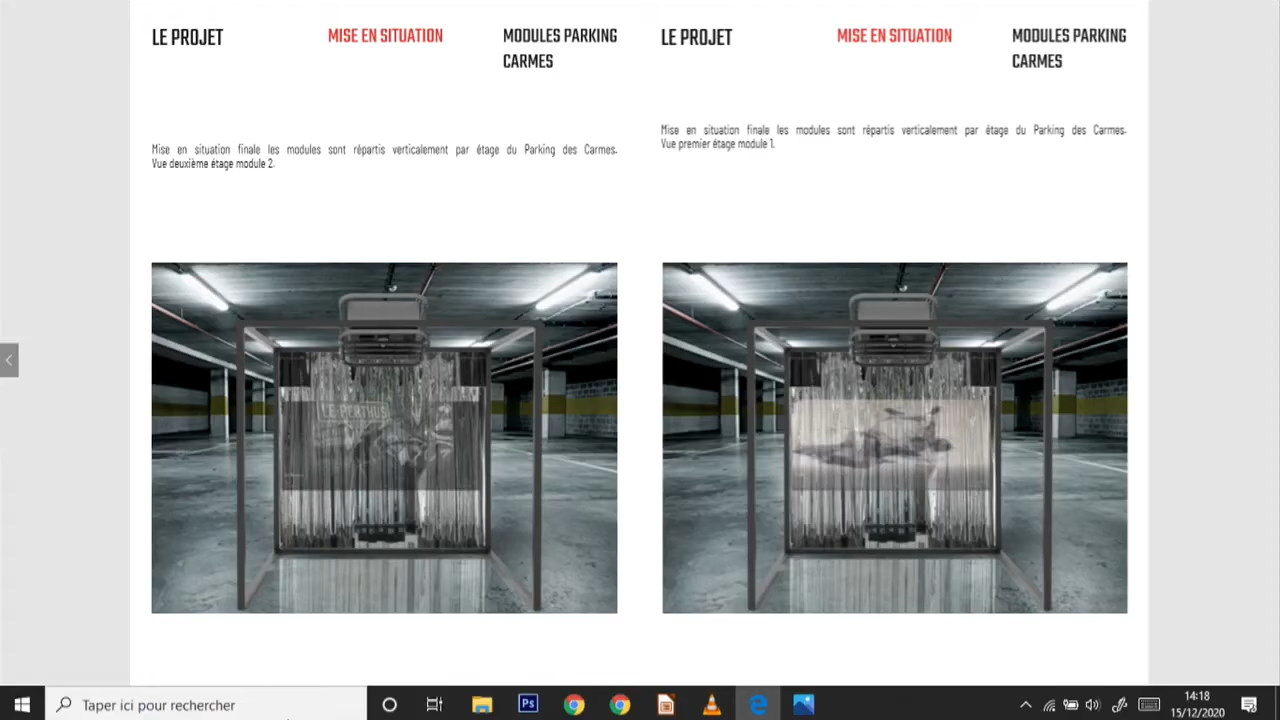 LE PROJET
MISE EN SITUATION
MODULES PARKING
CARMES
Mise en situation finale les modules sont répartis verticalement par étage du Parking des Carmes.
Vue deuxième étage module 2.
LE PERTHUS
LE PROJET
MISE EN SITUATION
MODULES PARKING
CARMES
Mise en situation finale les modules sont répartis verticalement par étage du Parking des Carmes.
Vue premier étage module 1.
Taper ici pour rechercher
Ps
14:18
15/12/2020